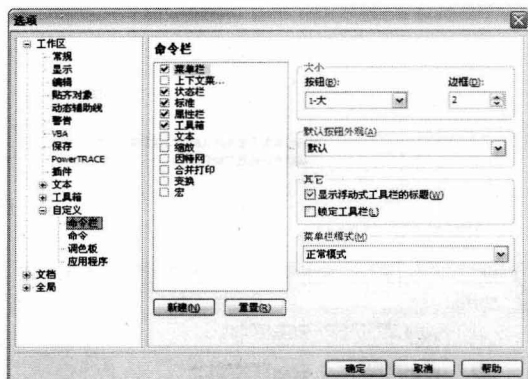 选项
工作区
常规
显示
编辑
贴齐对象
动态辅助线
警告
VBA
保存
PowerTRACE
插件
文本
工具箱
自定义
命令栏
命令
调色板
应用程序
文档
全局
命令栏
菜单栏
上下文菜...
状态栏
标准
属性栏
工具箱
文本
缩放
因特网
合并打印
变换
宏
新建(N)
重置(R)
大小
按钮(B):
1-大
边框(D):
2
默认按钮外观(A)
默认
其它
显示浮动式工具栏的标题(W)
锁定工具栏(L)
菜单栏模式(M)
正常模式
确定
取消
帮助